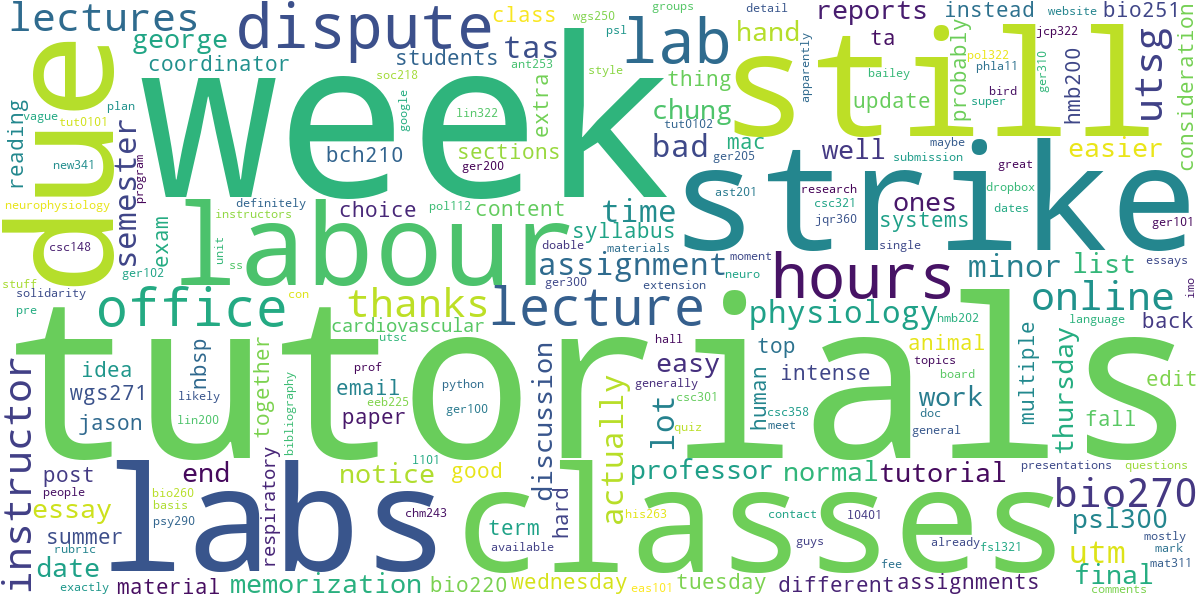 lectures
dispute
class
wgs250
groups
psl
detail
reports
instead
website
bio251
george
tas
lab
hand
ta
jcp322
coordinator
students
ant253
thing
still
pol322
phla11
ger310
utsg
consideration
due
week
soc218
style
apparently
bailey
probably
hmb200
reading
vague
plan
google
lin322
extra
chung
update
super
bird
tut0101
tut0102
semester
bch210
sections
bad
mac
well
maybe
submission
great
easier
new341
program
ger200
ger205
strike
neurophysiology
definitely
choice
pol112
content
time
ast201
research
ones
dropbox
csc321
dates
instructors
labour
syllabus
jqr360
systems
ger101
csc148
exam
unit
doable
materials
single
ger102
ss
assignment
moment
neuro
hours
minor
list
essays
stuff
solidarity
ger300
extension
imo
pre
office
con
thanks
lecture
online
cardiovascular
physiology
hmb202
language
back
utsc
hall
tutorials
idea
nbsp
together
prof
discussion
easy
top
animal
thursday
wgs271
likely
email
python
generally
human
intense
topics
board
multiple
edit
eeb225
actually
csc301
work
jason
lin200
bibliography
paper
ger100
lot
csc358
doc
fall
quiz
meet
general
instructor
post
end
l101
notice
good
professor
normal
tutorial
presentations
questions
people
labs
classes
bio260
basis
respiratory
chm243
hard
his263
contact
l0401
bio270
essay
psy290
term
guys
already
psl300
summer
available
fsl321
mostly
rubric
utm
mark
date
fee
mat311
exactly
material
memorization
bio220
wednesday
eas101
tuesday
different
assignments
final
comments